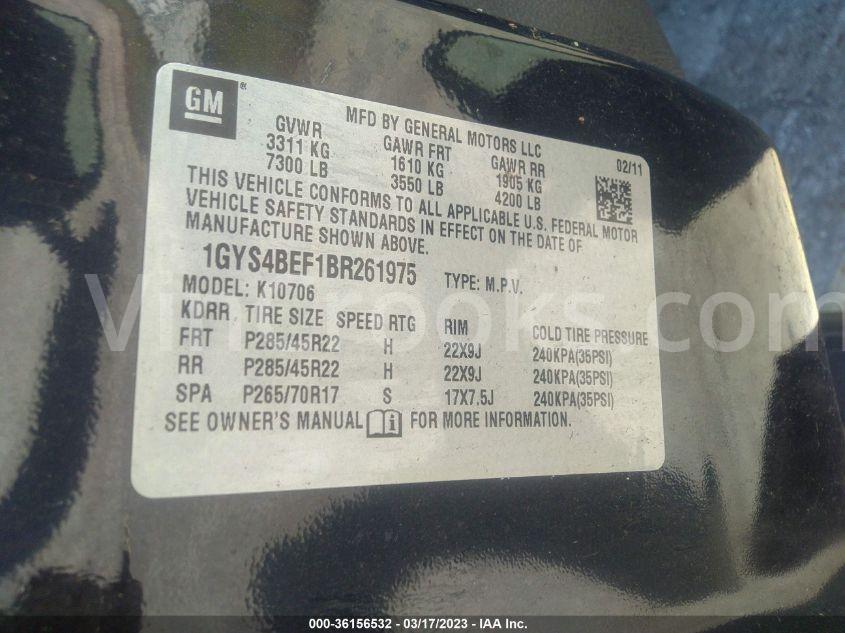 GM ®
MFD BY GENERAL MOTORS LLC
GVWR GAWR FRT GAWR RR 02/11
3311 KG 1610 KG 1905 KG
7300 LB 3550 LB 4200 LB
THIS VEHICLE CONFORMS TO ALL APPLICABLE U.S. FEDERAL MOTOR
VEHICLE SAFETY STANDARDS IN EFFECT ON THE DATE OF
MANUFACTURE SHOWN ABOVE.
1GYS4BEF1BR261975 TYPE: M.P.V.
MODEL: K10706
KDRR TIRE SIZE SPEED RTG RIM COLD TIRE PRESSURE
FRT P285/45R22 H 22X9J 240KPA(35PSI)
RR P285/45R22 H 22X9J 240KPA(35PSI)
SPA P265/70R17 S 17X7.5J 240KPA(35PSI)
SEE OWNER'S MANUAL FOR MORE INFORMATION.
000-36156532 - 03/17/2023 - IAA Inc.